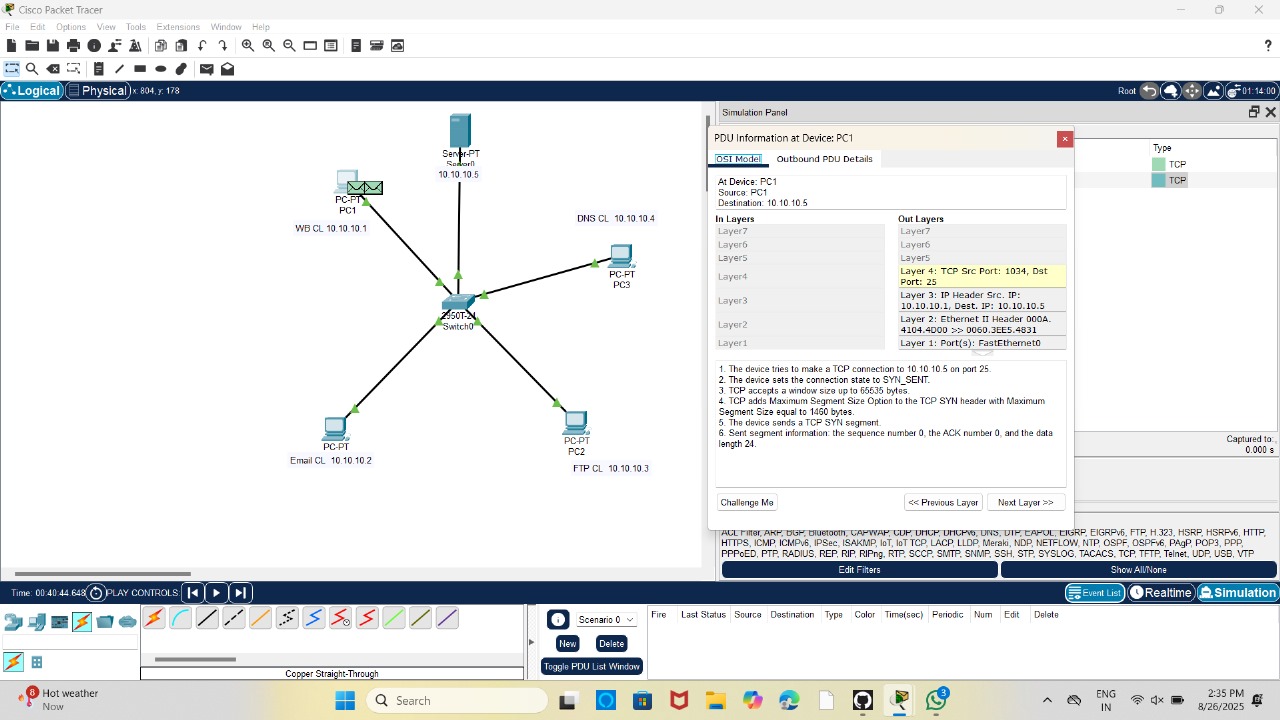 Cisco Packet Tracer
File Edit Options View Tools Extensions Window Help
?
Logical Physical x: 804, y: 178
Root 01:14:00
Server-PT
Server0
10.10.10.5
PC-PT
PC1
WB CL 10.10.10.1
DNS CL 10.10.10.4
PC-PT
PC3
2950T-24
Switch0
PC-PT
Email CL 10.10.10.2
PC-PT
PC2
FTP CL 10.10.10.3
Simulation Panel
Type
TCP
TCP
PDU Information at Device: PC1
OSI Model Outbound PDU Details
At Device: PC1
Source: PC1
Destination: 10.10.10.5
In Layers
Layer7
Layer6
Layer5
Layer4
Layer3
Layer2
Layer1
Out Layers
Layer7
Layer6
Layer5
Layer 4: TCP Src Port: 1034, Dst
Port: 25
Layer 3: IP Header Src. IP:
10.10.10.1, Dest. IP: 10.10.10.5
Layer 2: Ethernet II Header 000A.
4104.4D00 >> 0060.3EE5.4831
Layer 1: Port(s): FastEthernet0
1. The device tries to make a TCP connection to 10.10.10.5 on port 25.
2. The device sets the connection state to SYN_SENT.
3. TCP accepts a window size up to 65535 bytes.
4. TCP adds Maximum Segment Size Option to the TCP SYN header with Maximum
Segment Size equal to 1460 bytes.
5. The device sends a TCP SYN segment.
6. Sent segment information: the sequence number 0, the ACK number 0, and the data
length 24.
Challenge Me << Previous Layer Next Layer >>
Captured to:
0.000 s
ACL Filter, ARP, BGP, Bluetooth, CAPWAP, CDP, DHCP, DHCPv6, DNS, DTP, EAPOL, EIGRP, EIGRPv6, FTP, H.323, HSRP, HSRPv6, HTTP,
HTTPS, ICMP, ICMPv6, IPSec, ISAKMP, IoT, IoT TCP, LACP, LLDP, Meraki, NDP, NETFLOW, NTP, OSPF, OSPFv6, PAgP, POP3, PPP,
PPPoED, PTP, RADIUS, REP, RIP, RIPng, RTP, SCCP, SMTP, SNMP, SSH, STP, SYSLOG, TACACS, TCP, TFTP, Telnet, UDP, USB, VTP
Edit Filters Show All/None
Time: 00:40:44.648 PLAY CONTROLS:
Event List Realtime Simulation
Scenario 0
New Delete
Toggle PDU List Window
Fire Last Status Source Destination Type Color Time(sec) Periodic Num Edit Delete
Copper Straight-Through
8
Hot weather
Now
Search
3
ENG
IN
2:35 PM
8/26/2025